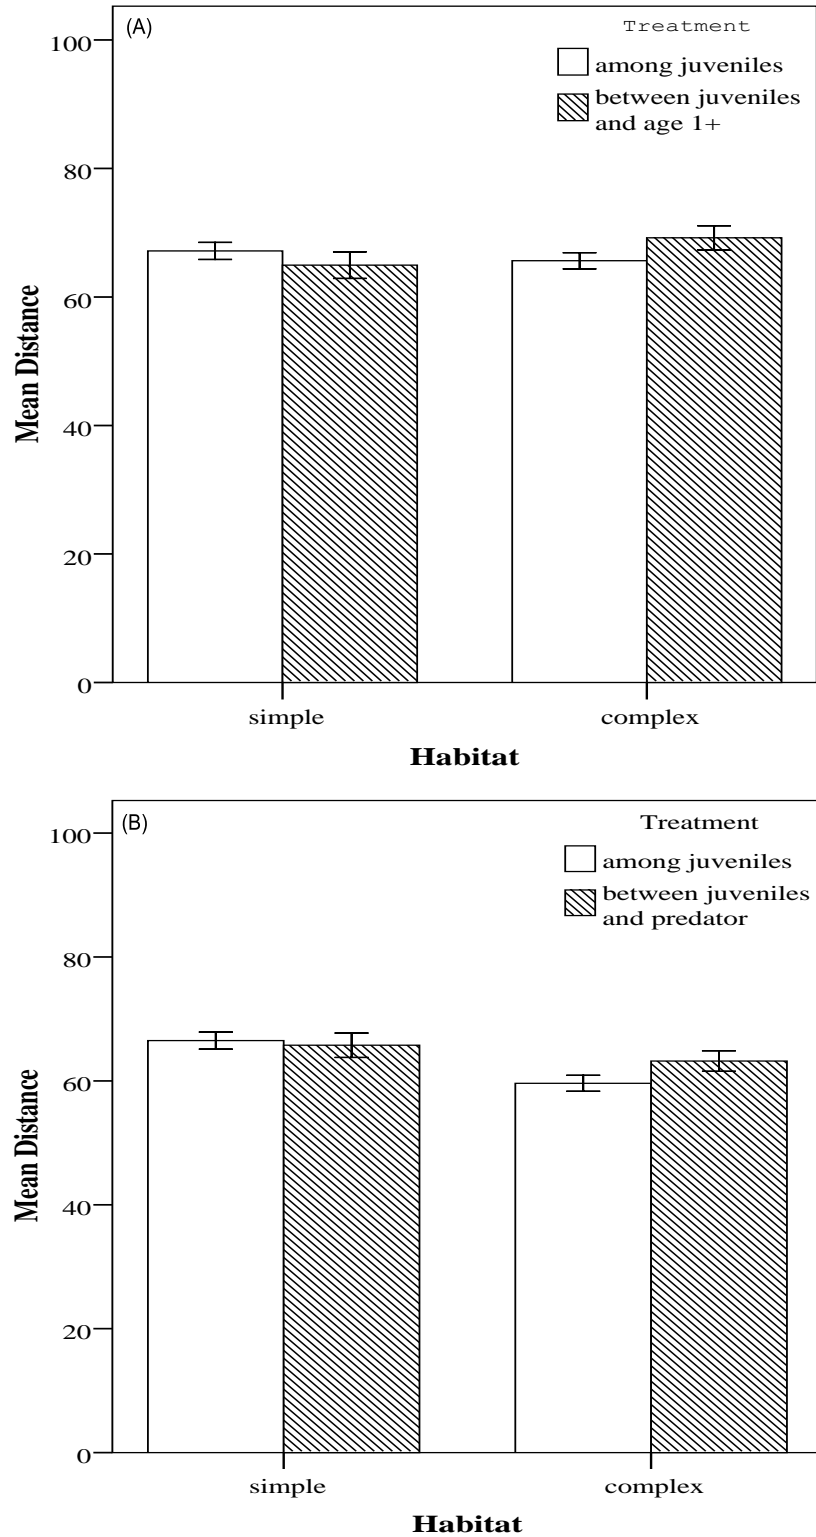 (A)
Treatment
among juveniles
between juveniles
and age 1+
100
80
60
40
20
0
Mean Distance
simple
complex
Habitat
(B)
Treatment
among juveniles
between juveniles
and predator
100
80
60
40
20
0
Mean Distance
simple
complex
Habitat